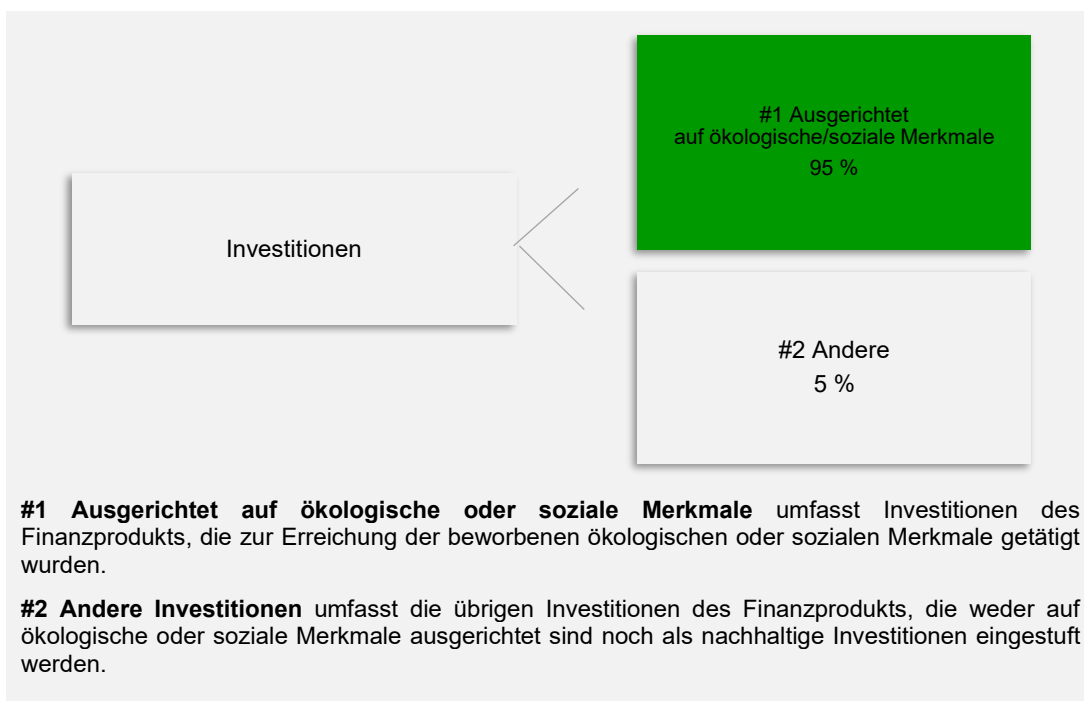 #1 Ausgerichtet
auf ökologische/soziale Merkmale
95 %
Investitionen
#2 Andere
5 %
#1 Ausgerichtet auf ökologische oder soziale Merkmale umfasst Investitionen des
Finanzprodukts, die zur Erreichung der beworbenen ökologischen oder sozialen Merkmale getätigt
wurden.
#2 Andere Investitionen umfasst die übrigen Investitionen des Finanzprodukts, die weder auf
ökologische oder soziale Merkmale ausgerichtet sind noch als nachhaltige Investitionen eingestuft
werden.